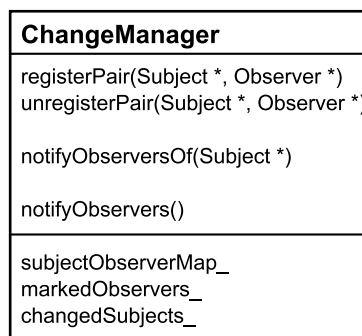 ChangeManager
registerPair(Subject *, Observer *)
unregisterPair(Subject *, Observer *)
notifyObserversOf(Subject *)
notifyObservers()
subjectObserverMap_
markedObservers_
changedSubjects_